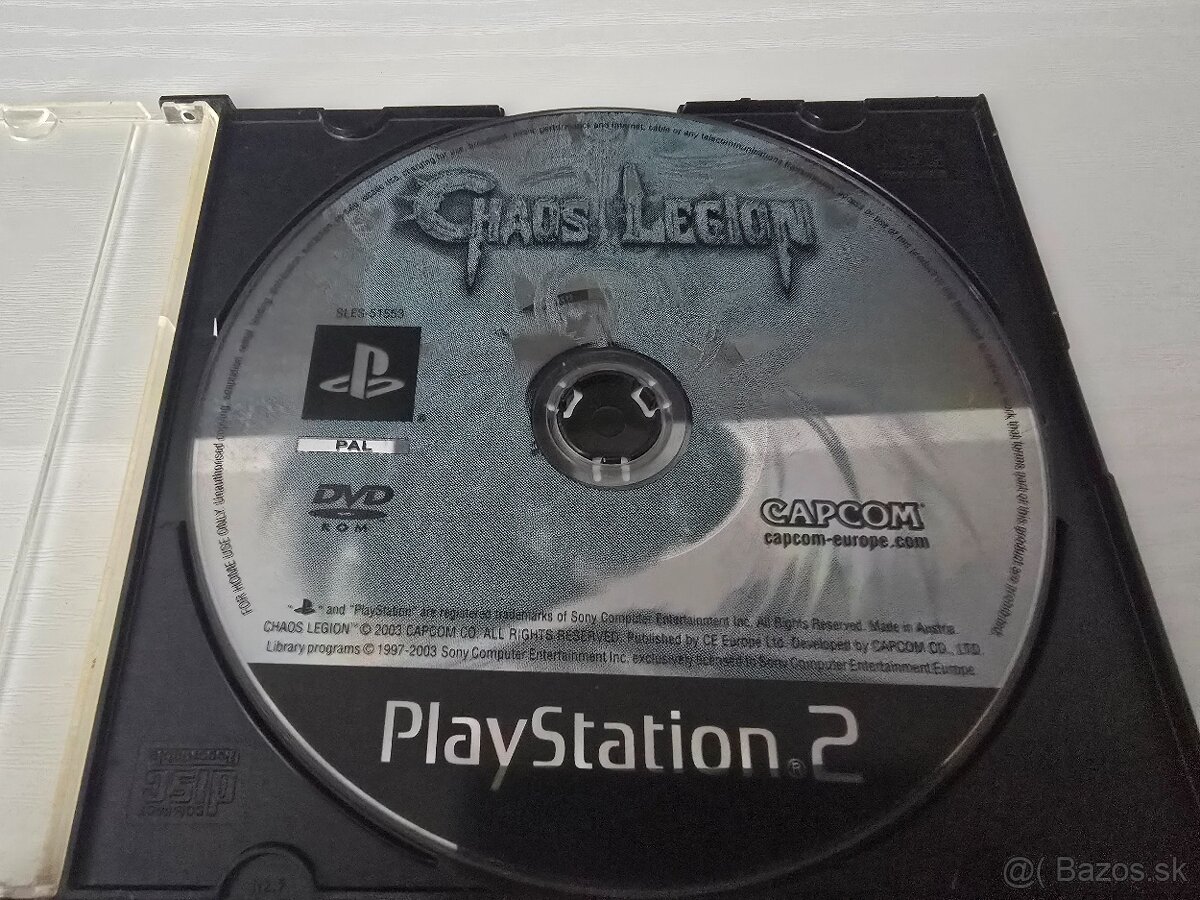 CHAOS LEGION
SLES-51553
PAL
DVD
ROM
CAPCOM
capcom-europe.com
FOR HOME USE ONLY. Unauthorised
" " and "PlayStation" are registered trademarks of Sony Computer Entertainment Inc. All Rights Reserved. Made in Austria.
CHAOS LEGION™ © 2003 CAPCOM CO. ALL RIGHTS RESERVED. Published by CE Europe Ltd. Developed by CAPCOM CO., LTD.
Library programs © 1997-2003 Sony Computer Entertainment Inc. exclusively licensed to Sony Computer Entertainment Europe.
PlayStation®2
disc
@( Bazos.sk